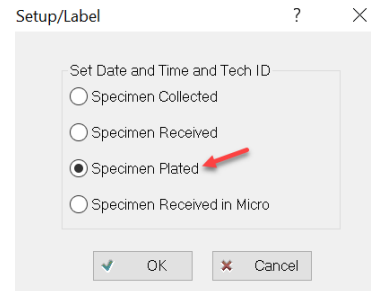 Setup/Label ?
Set Date and Time and Tech ID
Specimen Collected
Specimen Received
Specimen Plated
Specimen Received in Micro
OK Cancel